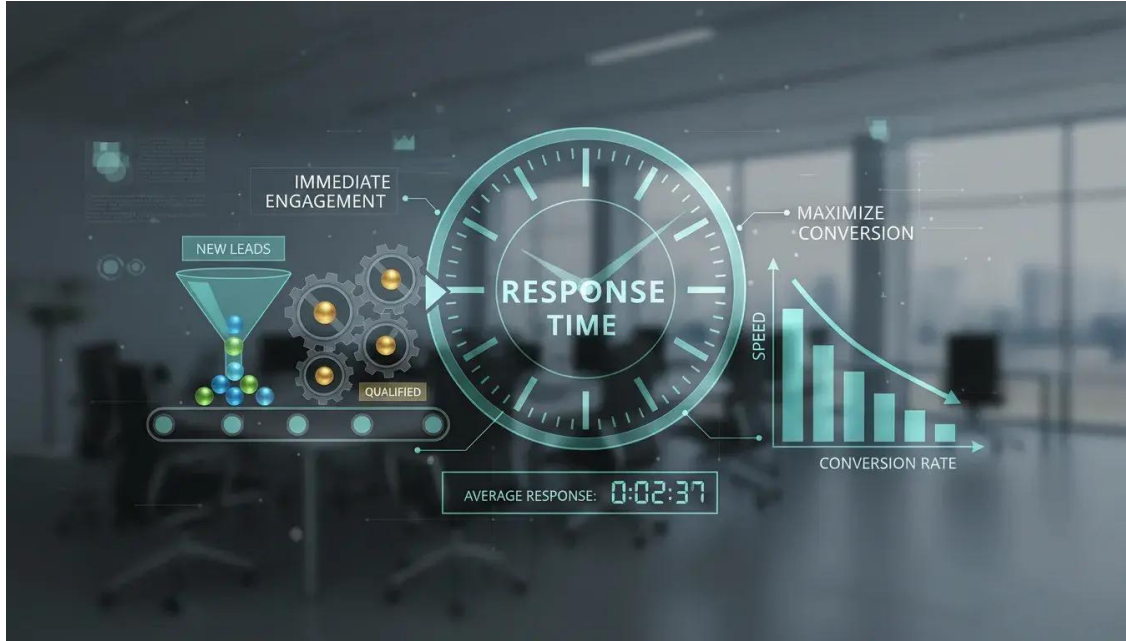 IMMEDIATE
ENGAGEMENT
NEW LEADS
QUALIFIED
RESPONSE
TIME
AVERAGE RESPONSE: 0:02:37
MAXIMIZE
CONVERSION
SPEED
CONVERSION RATE